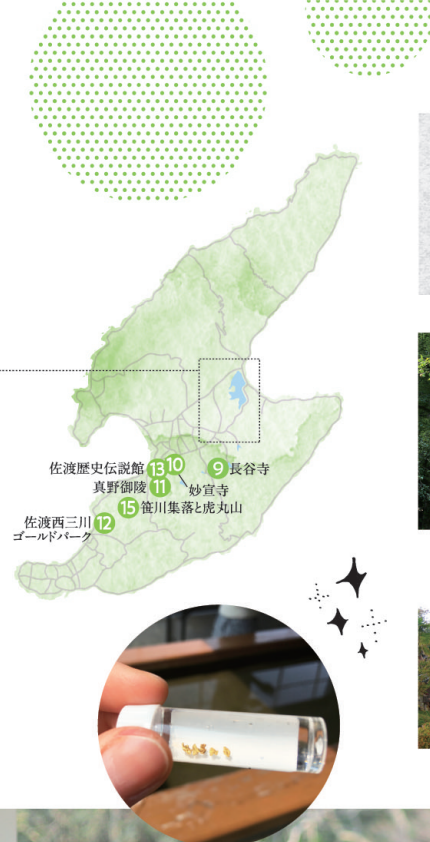 佐渡歴史伝説館 13 10
9 長谷寺
真野御陵 11
妙宣寺
15 笹川集落と虎丸山
佐渡西三川
ゴールドパーク 12